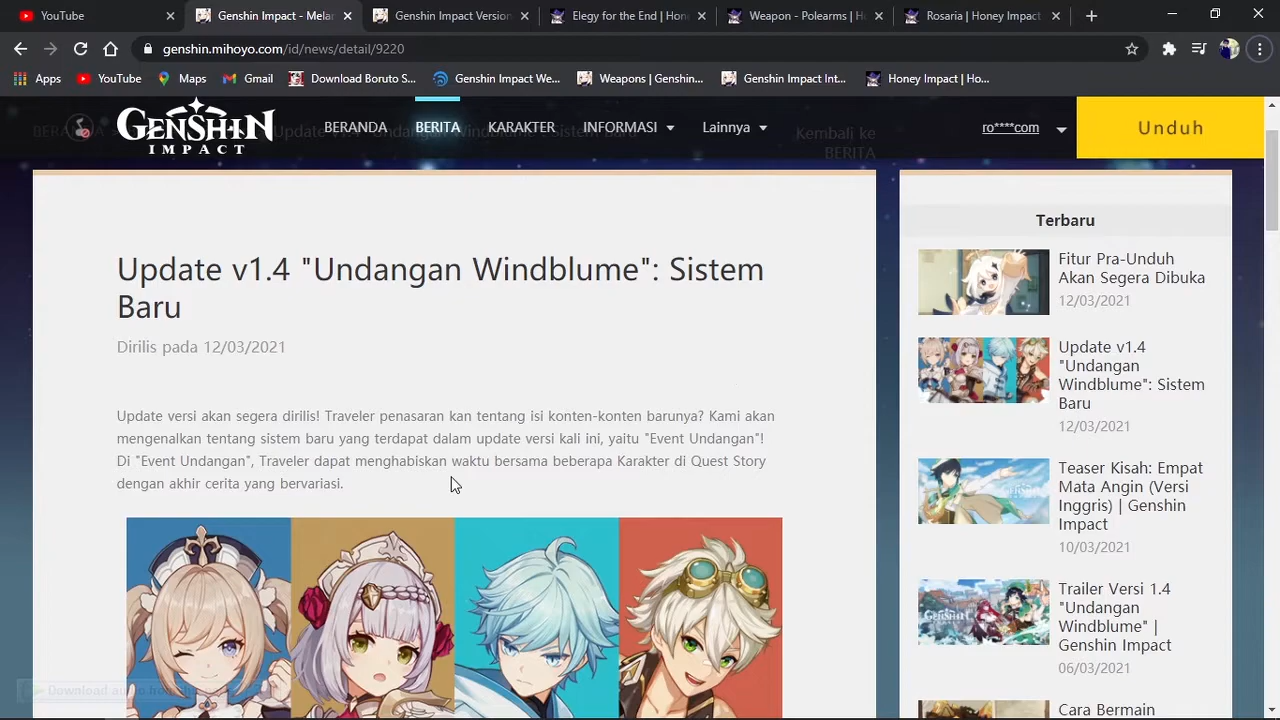 YouTube
Genshin Impact - Mela
Genshin Impact Version
Elegy for the End | Hone
Weapon - Polearms | Ho
Rosaria | Honey Impact
genshin.mihoyo.com/id/news/detail/9220
Apps
YouTube
Maps
Gmail
Download Boruto S...
Genshin Impact We...
Weapons | Genshin...
Genshin Impact Int...
Honey Impact | Ho...
GENSHIN
IMPACT
BERANDA
BERITA
KARAKTER
INFORMASI
Lainnya
Kembali ke
BERITA
ro****com
Unduh
Update v1.4 "Undangan Windblume": Sistem
Baru
Dirilis pada 12/03/2021
Update versi akan segera dirilis! Traveler penasaran kan tentang isi konten-konten barunya? Kami akan
mengenalkan tentang sistem baru yang terdapat dalam update versi kali ini, yaitu "Event Undangan"!
Di "Event Undangan", Traveler dapat menghabiskan waktu bersama beberapa Karakter di Quest Story
dengan akhir cerita yang bervariasi.
Terbaru
Fitur Pra-Unduh
Akan Segera Dibuka
12/03/2021
Update v1.4
"Undangan
Windblume": Sistem
Baru
12/03/2021
Teaser Kisah: Empat
Mata Angin (Versi
Inggris) | Genshin
Impact
10/03/2021
Trailer Versi 1.4
"Undangan
Windblume" |
Genshin Impact
06/03/2021
Cara Bermain
Download audio from this